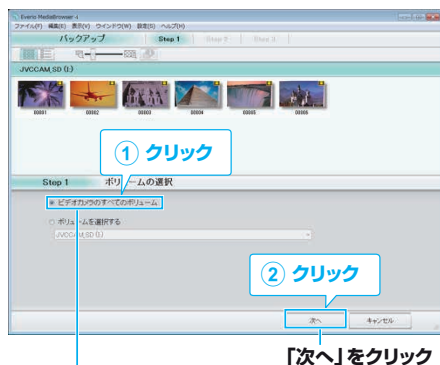 Everio MediaBrowser 4
ファイル(F) 編集(E) 表示(V) ウインドウ(W) 設定(S) ヘルプ(H)
バックアップ Step 1 Step 2 Step 3
JVCCAM_SD (I:)
00001 00002 00003 00004 00005 00006
① クリック
Step 1 ボリュームの選択
ビデオカメラのすべてのボリューム
ボリュームを選択する
JVCCAM_SD (I:)
② クリック
次へ キャンセル
「次へ」をクリック